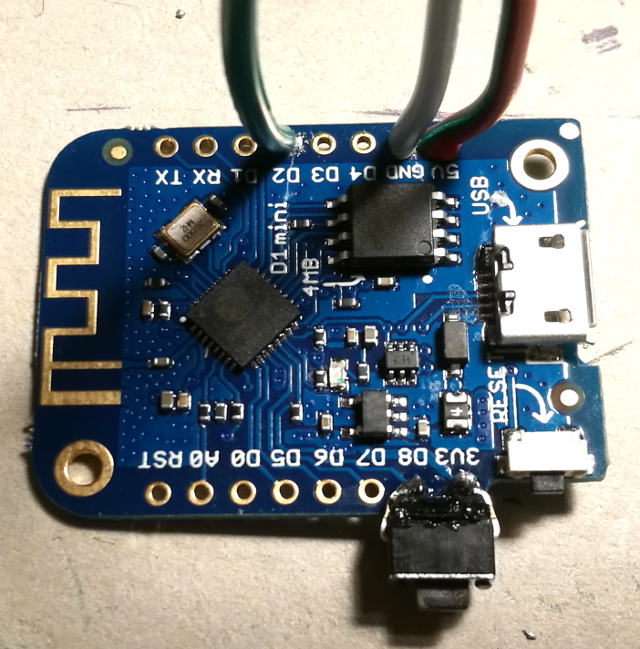 TX RX D1 D2 D3 D4 GND 5V
USB
D1 mini
4MB
RESE
RST A0 D0 D5 D6 D7 D8 3V3